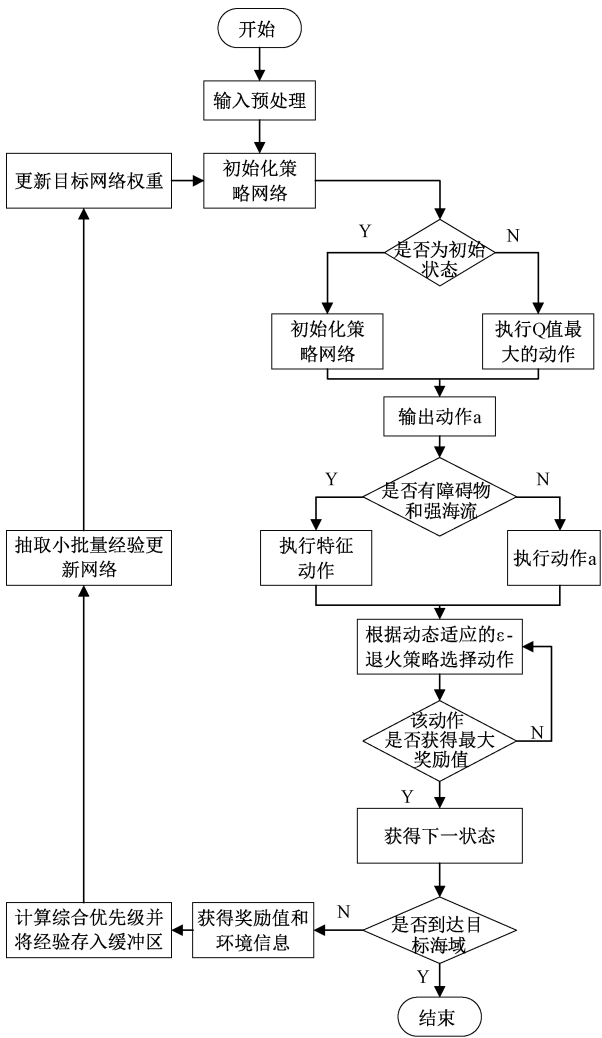 开始
输入预处理
更新目标网络权重
初始化策
略网络
Y
是否为初始
状态
N
初始化策
略网络
执行Q值最
大的动作
输出动作a
Y
是否有障碍物
和强海流
N
抽取小批量经验更
新网络
执行特征
动作
执行动作a
根据动态适应的ε-
退火策略选择动作
该动作
是否获得最大
奖励值
N
Y
获得下一状态
计算综合优先级并
将经验存入缓冲区
获得奖励值和
环境信息
N
是否到达目
标海域
Y
结束